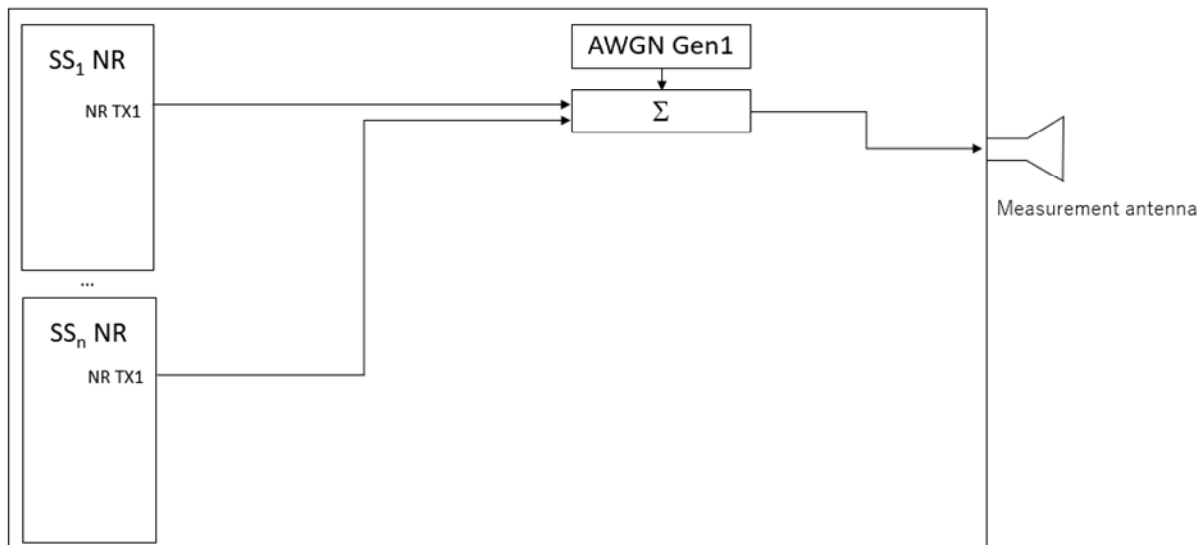 SS1 NR
NR TX1
...
SSn NR
NR TX1
AWGN Gen1
Σ
Measurement antenna